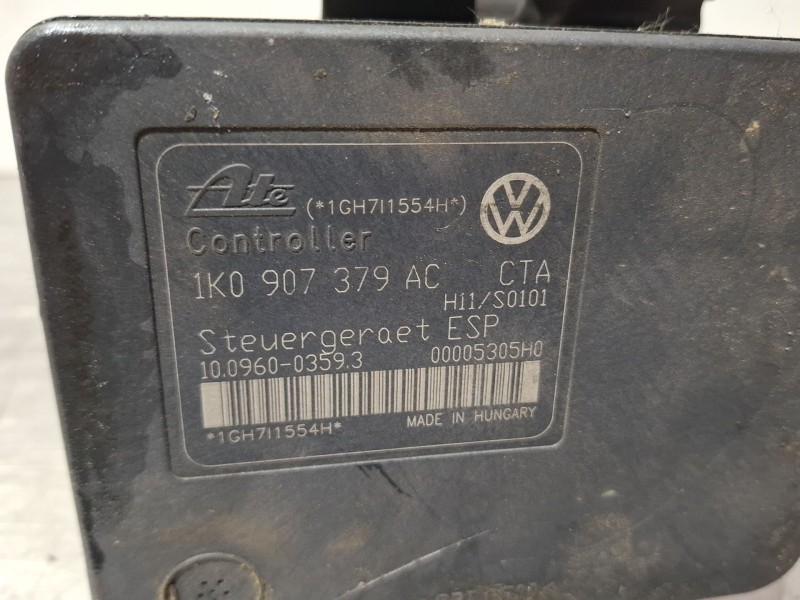 Ate (*1GH7I1554H*)
Controller
1K0 907 379 AC CTA
H11/S0101
Steuergeraet ESP
10.0960-0359.3 00005305H0
MADE IN HUNGARY
*1GH7I1554H*